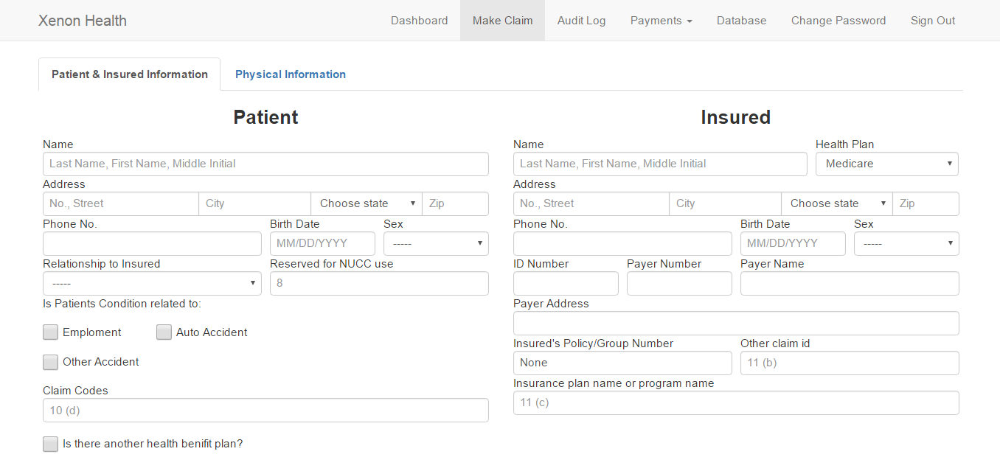 Xenon Health Dashboard Make Claim Audit Log Payments Database Change Password Sign Out
Patient & Insured Information Physical Information
Patient
Name
Last Name, First Name, Middle Initial
Address
No., Street City Choose state Zip
Phone No. Birth Date Sex
MM/DD/YYYY -----
Relationship to Insured Reserved for NUCC use
----- 8
Is Patients Condition related to:
Emploment Auto Accident
Other Accident
Claim Codes
10 (d)
Is there another health benifit plan?
Insured
Name Health Plan
Last Name, First Name, Middle Initial Medicare
Address
No., Street City Choose state Zip
Phone No. Birth Date Sex
MM/DD/YYYY -----
ID Number Payer Number Payer Name
Payer Address
Insured's Policy/Group Number Other claim id
None 11 (b)
Insurance plan name or program name
11 (c)